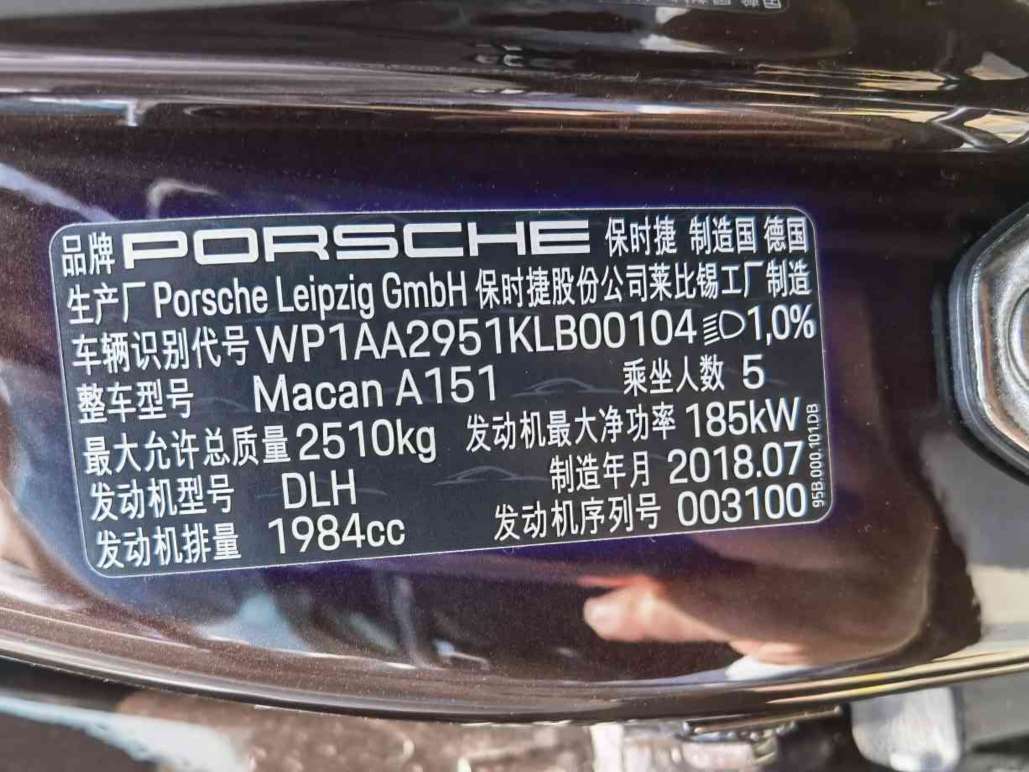 品牌 PORSCHE 保时捷 制造国 德国
生产厂 Porsche Leipzig GmbH 保时捷股份公司莱比锡工厂制造
车辆识别代号 WP1AA2951KLB00104 1,0%
整车型号 Macan A151 乘坐人数 5
最大允许总质量 2510kg 发动机最大净功率 185kW
发动机型号 DLH 制造年月 2018.07
发动机排量 1984cc 发动机序列号 003100
95B.000.101.DB